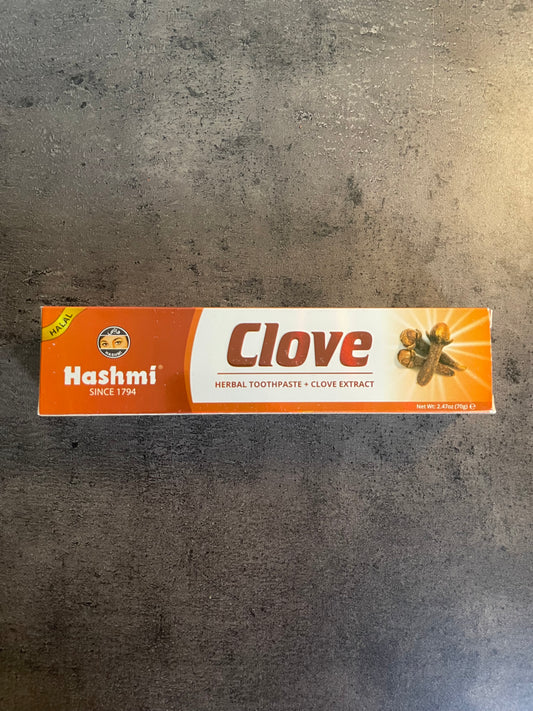 HALAL
Hashmi®
SINCE 1794
Clove
HERBAL TOOTHPASTE + CLOVE EXTRACT
Net Wt: 2.47oz (70g) ℮